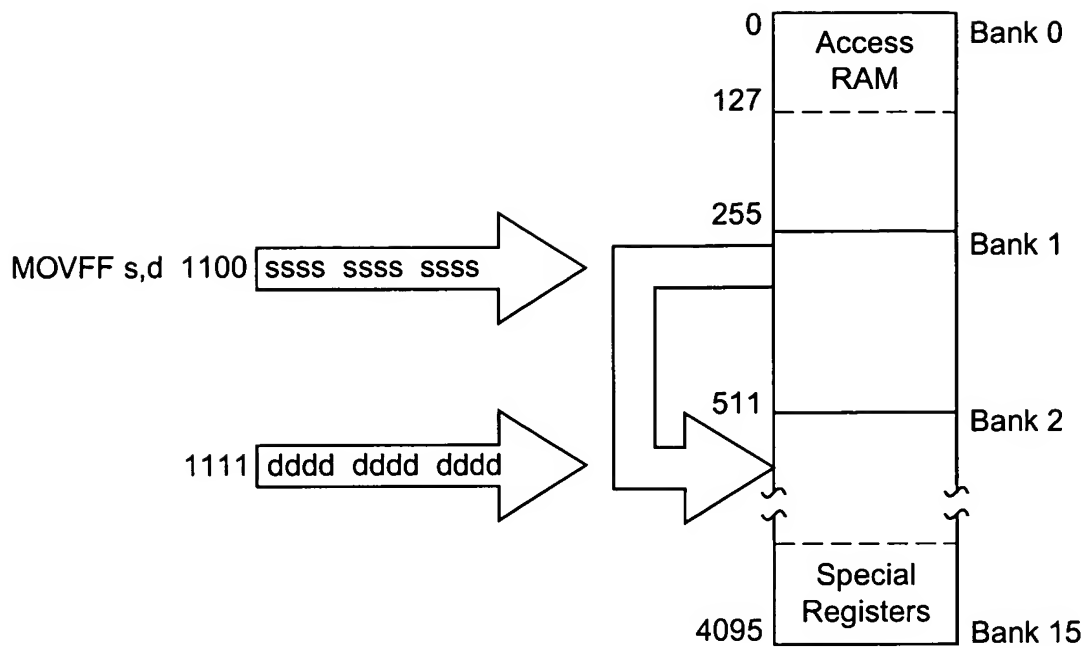 0
Access
RAM
Bank 0
127
255
Bank 1
MOVFF s,d 1100 ssss ssss ssss
511
Bank 2
1111 dddd dddd dddd
Special
Registers
4095
Bank 15